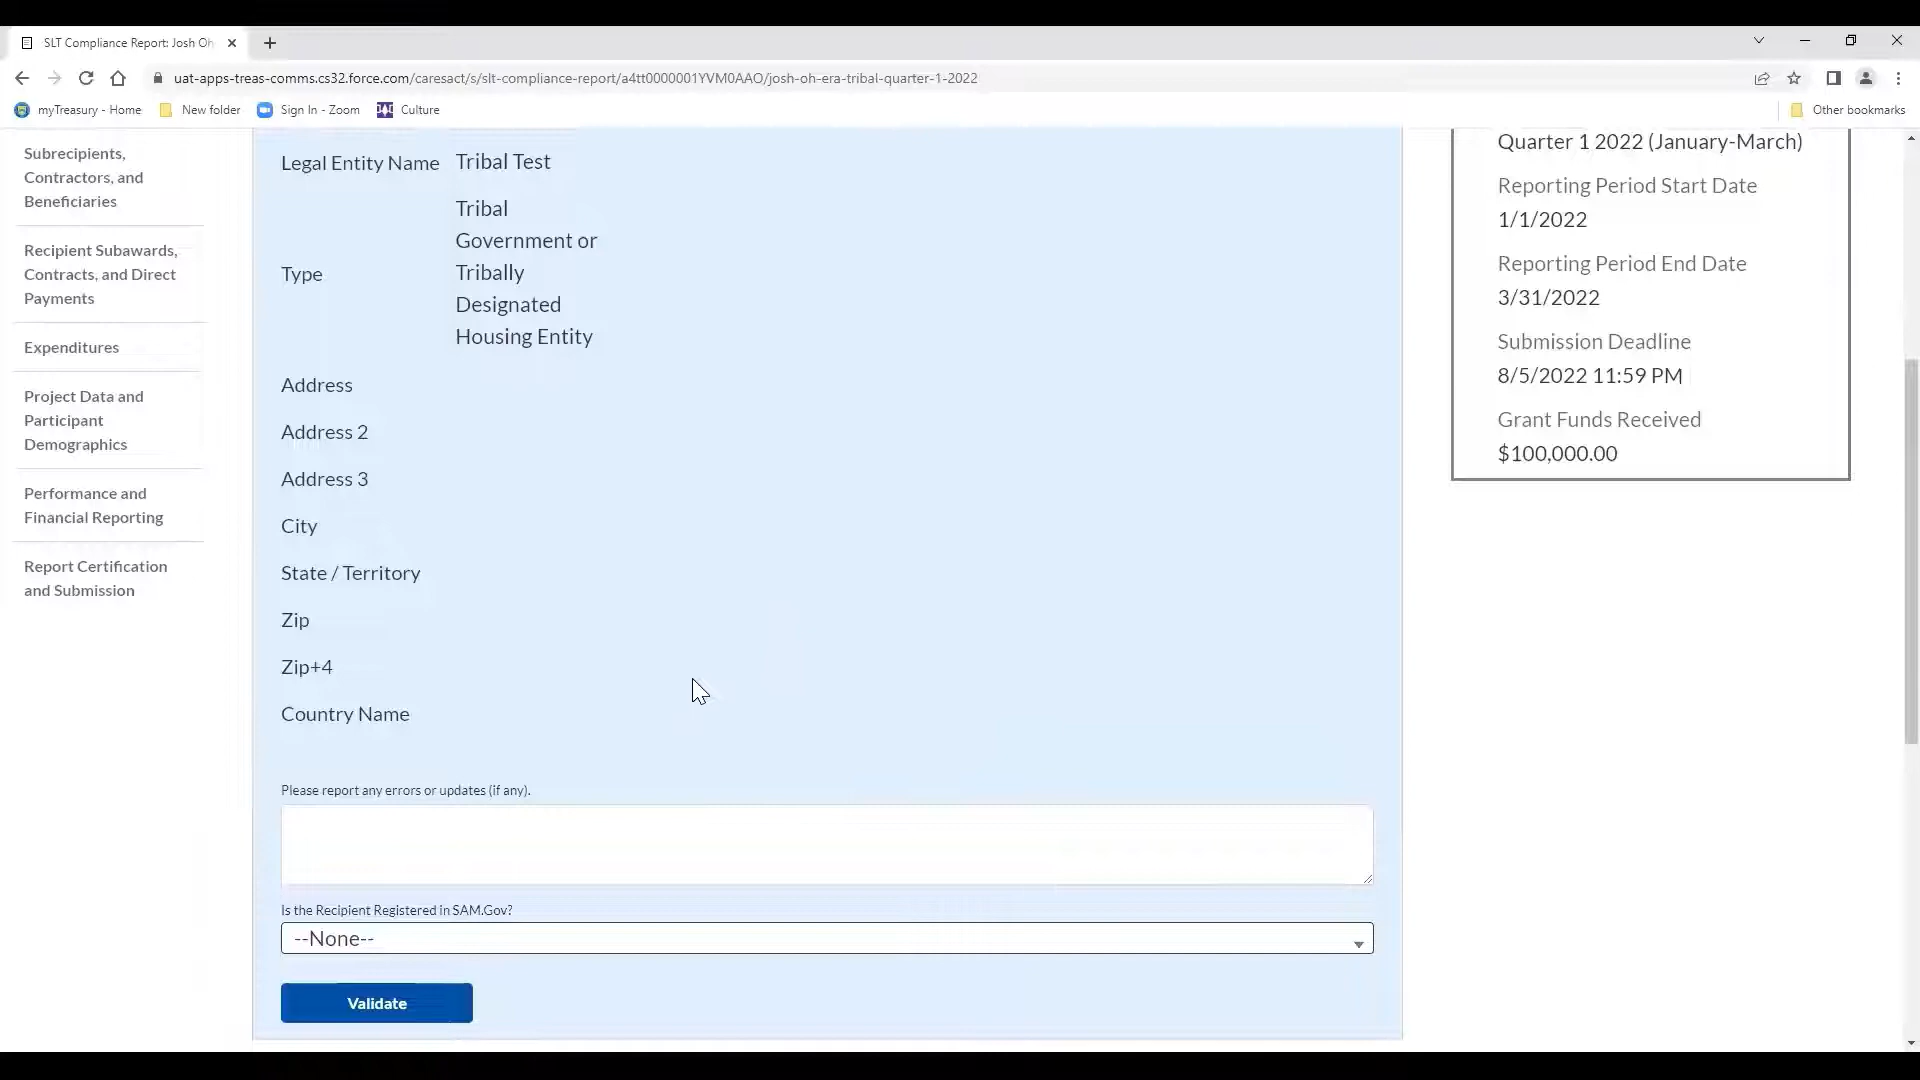 SLT Compliance Report: Josh Oh
uat-apps-treas-comms.cs32.force.com/caresact/s/slt-compliance-report/a4tt0000001YVM0AAO/josh-oh-era-tribal-quarter-1-2022
myTreasury - Home
New folder
Sign In - Zoom
Culture
Other bookmarks
Subrecipients,
Contractors, and
Beneficiaries
Recipient Subawards,
Contracts, and Direct
Payments
Expenditures
Project Data and
Participant
Demographics
Performance and
Financial Reporting
Report Certification
and Submission
Legal Entity Name Tribal Test
Type
Tribal
Government or
Tribally
Designated
Housing Entity
Address
Address 2
Address 3
City
State / Territory
Zip
Zip+4
Country Name
Please report any errors or updates (if any).
Is the Recipient Registered in SAM.Gov?
--None--
Validate
Quarter 1 2022 (January-March)
Reporting Period Start Date
1/1/2022
Reporting Period End Date
3/31/2022
Submission Deadline
8/5/2022 11:59 PM
Grant Funds Received
$100,000.00